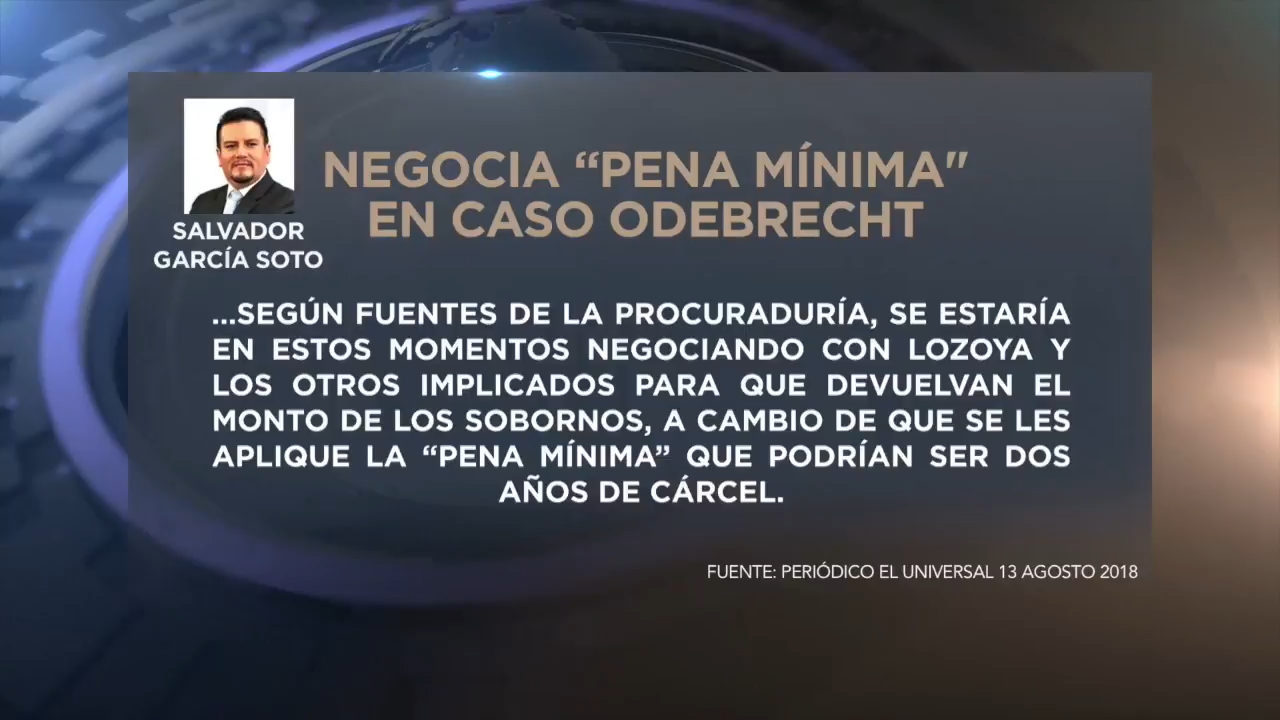 SALVADOR
GARCÍA SOTO
NEGOCIA “PENA MÍNIMA"
EN CASO ODEBRECHT
...SEGÚN FUENTES DE LA PROCURADURÍA, SE ESTARÍA
EN ESTOS MOMENTOS NEGOCIANDO CON LOZOYA Y
LOS OTROS IMPLICADOS PARA QUE DEVUELVAN EL
MONTO DE LOS SOBORNOS, A CAMBIO DE QUE SE LES
APLIQUE LA “PENA MÍNIMA” QUE PODRÍAN SER DOS
AÑOS DE CÁRCEL.
FUENTE: PERIÓDICO EL UNIVERSAL 13 AGOSTO 2018